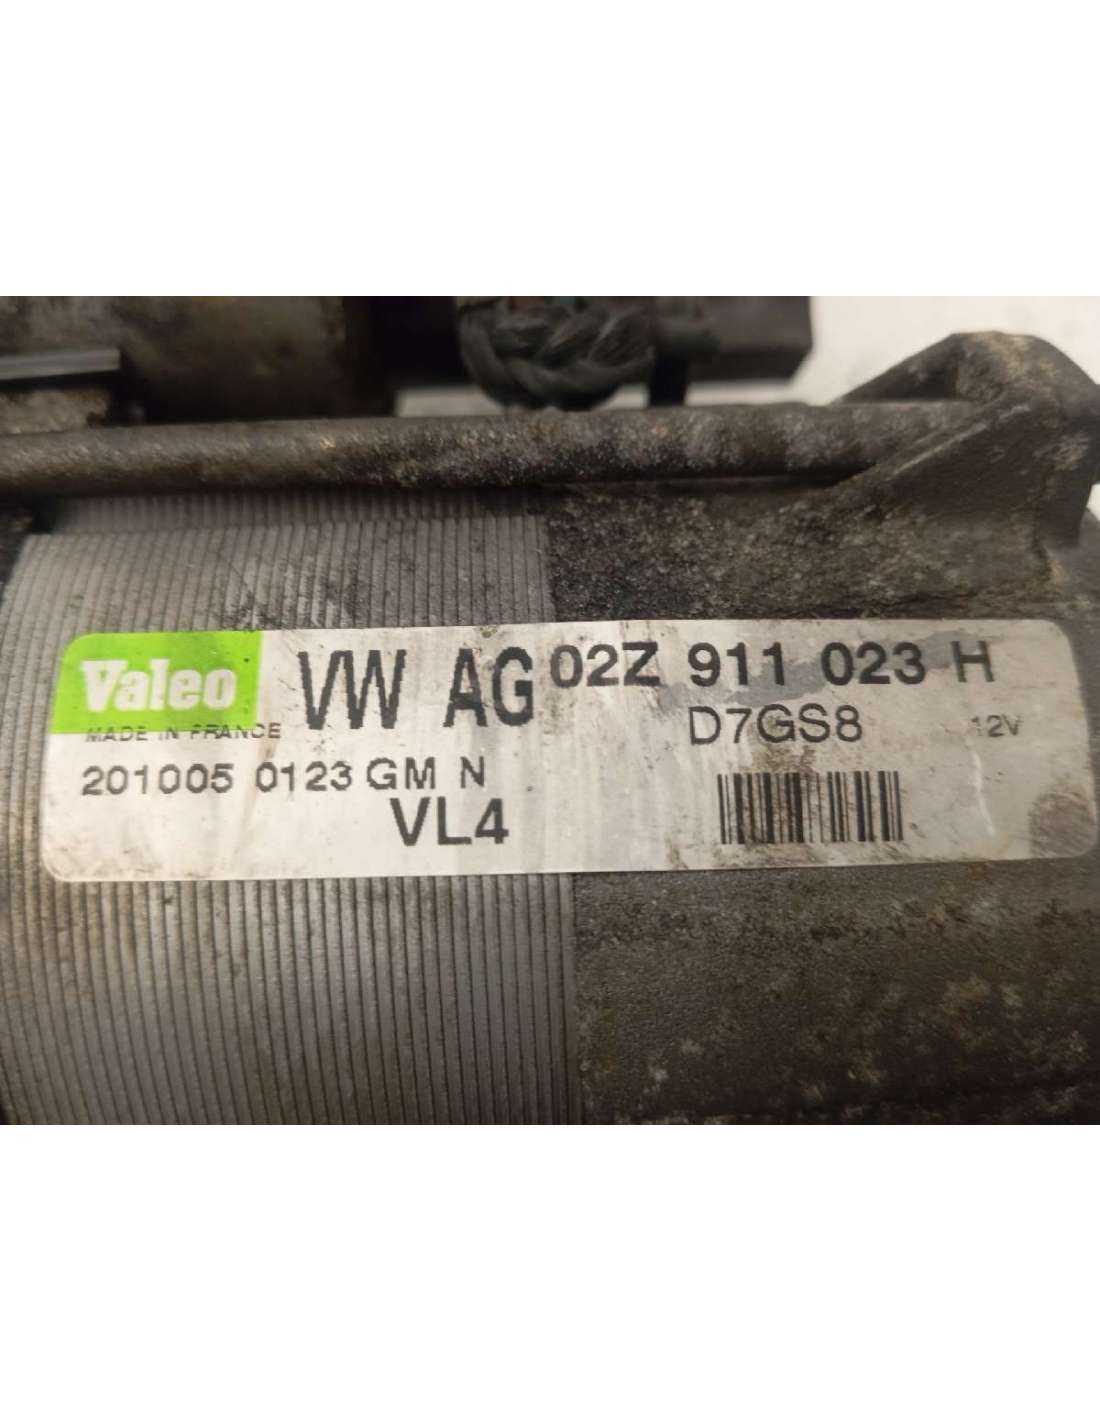 Valeo VW AG 02Z 911 023 H
MADE IN FRANCE D7GS8 12V
201005 0123 GM N
VL4